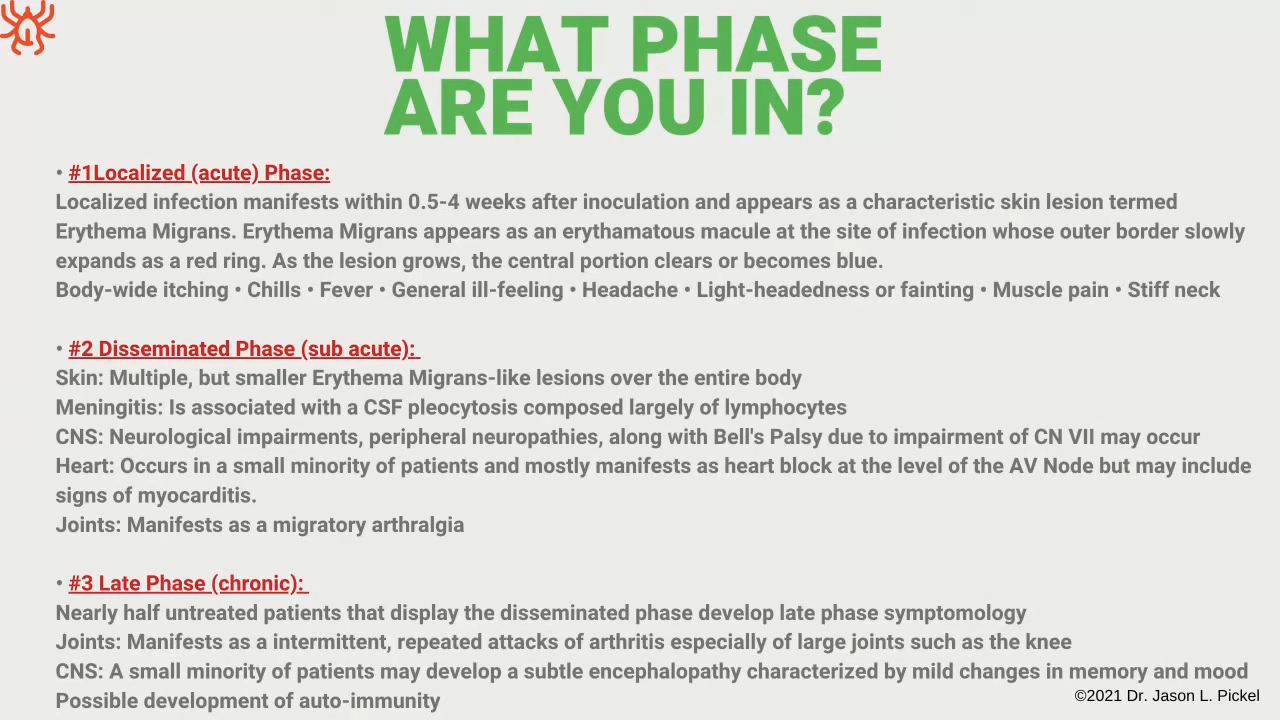 WHAT PHASE
ARE YOU IN?
• #1Localized (acute) Phase:
Localized infection manifests within 0.5-4 weeks after inoculation and appears as a characteristic skin lesion termed
Erythema Migrans. Erythema Migrans appears as an erythamatous macule at the site of infection whose outer border slowly
expands as a red ring. As the lesion grows, the central portion clears or becomes blue.
Body-wide itching • Chills • Fever • General ill-feeling • Headache • Light-headedness or fainting • Muscle pain • Stiff neck
• #2 Disseminated Phase (sub acute):
Skin: Multiple, but smaller Erythema Migrans-like lesions over the entire body
Meningitis: Is associated with a CSF pleocytosis composed largely of lymphocytes
CNS: Neurological impairments, peripheral neuropathies, along with Bell's Palsy due to impairment of CN VII may occur
Heart: Occurs in a small minority of patients and mostly manifests as heart block at the level of the AV Node but may include
signs of myocarditis.
Joints: Manifests as a migratory arthralgia
• #3 Late Phase (chronic):
Nearly half untreated patients that display the disseminated phase develop late phase symptomology
Joints: Manifests as a intermittent, repeated attacks of arthritis especially of large joints such as the knee
CNS: A small minority of patients may develop a subtle encephalopathy characterized by mild changes in memory and mood
Possible development of auto-immunity
©2021 Dr. Jason L. Pickel